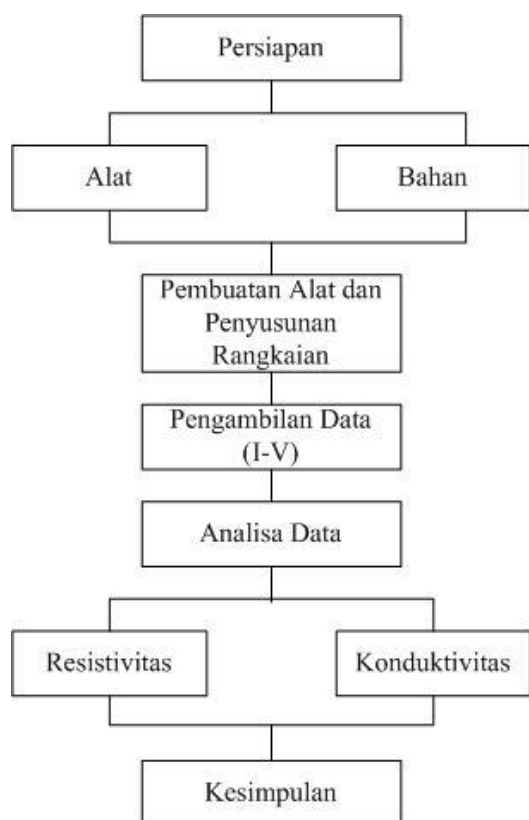 Persiapan
Alat
Bahan
Pembuatan Alat dan
Penyusunan
Rangkaian
Pengambilan Data
(I-V)
Analisa Data
Resistivitas
Konduktivitas
Kesimpulan